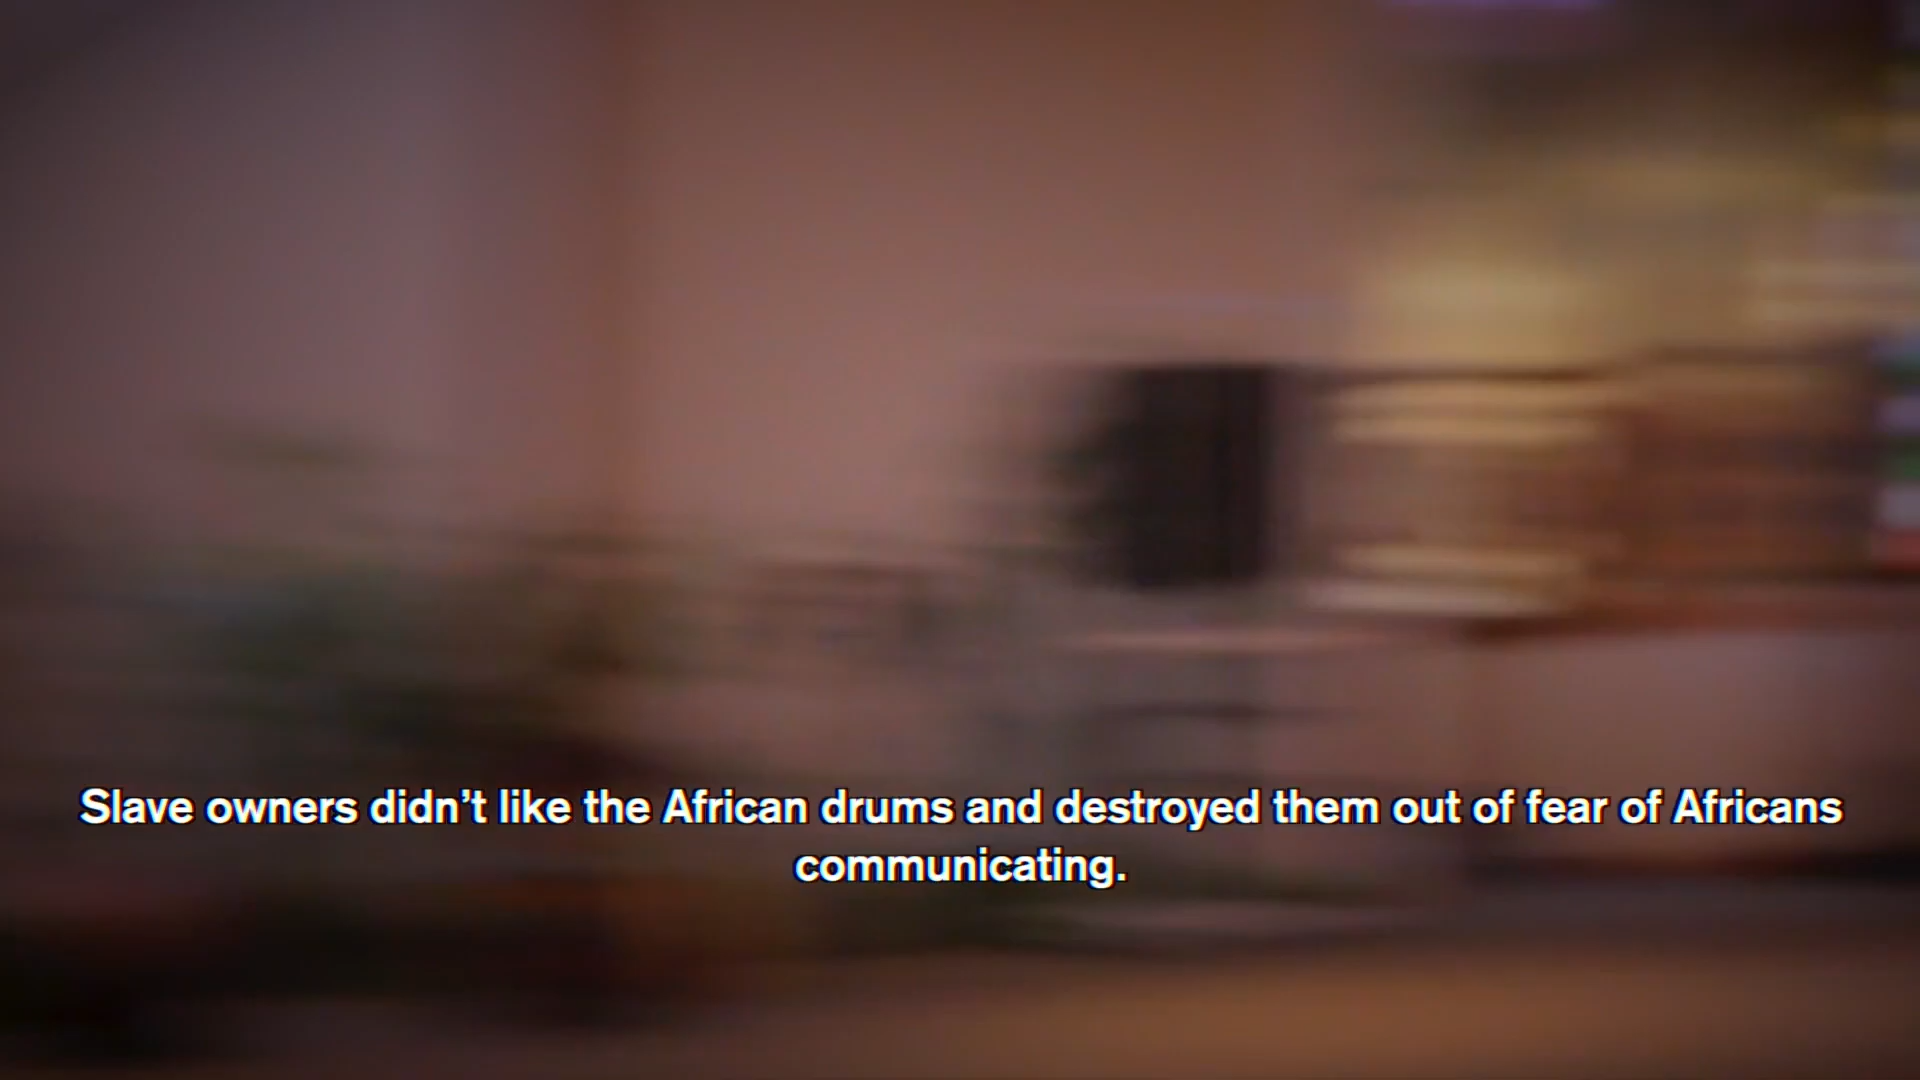 Slave owners didn’t like the African drums and destroyed them out of fear of Africans
communicating.